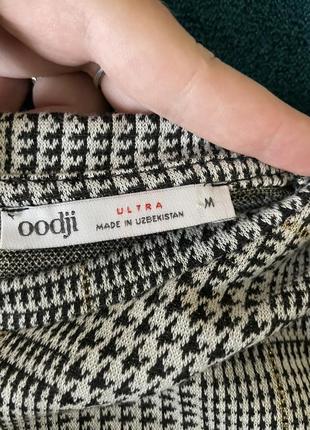 oodji
ULTRA
MADE IN UZBEKISTAN
M